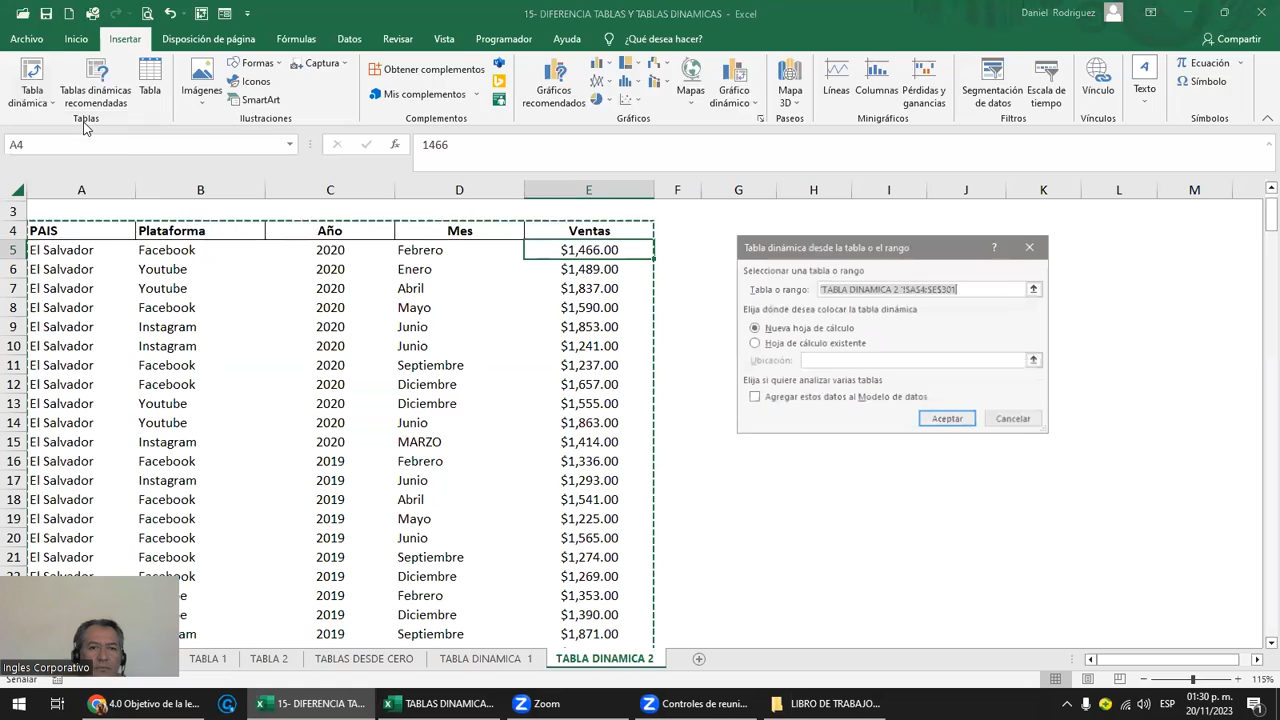 15- DIFERENCIA TABLAS Y TABLAS DINAMICAS - Excel
Daniel Rodriguez
Archivo Inicio Insertar Disposición de página Fórmulas Datos Revisar Vista Programador Ayuda ¿Qué desea hacer? Compartir
Tabla dinámica
Tablas dinámicas recomendadas
Tabla
Tablas
Imágenes
Formas
Iconos
SmartArt
Captura
Ilustraciones
Obtener complementos
Mis complementos
Complementos
Gráficos recomendados
Mapas
Gráfico dinámico
Gráficos
Mapa 3D
Paseos
Líneas
Columnas
Pérdidas y ganancias
Minigráficos
Segmentación de datos
Escala de tiempo
Filtros
Vínculo
Vínculos
Texto
Ecuación
Símbolo
Símbolos
A4 fx 1466
A B C D E F G H I J K L M
3
4 PAIS Plataforma Año Mes Ventas
5 El Salvador Facebook 2020 Febrero $1,466.00
6 El Salvador Youtube 2020 Enero $1,489.00
7 El Salvador Youtube 2020 Abril $1,837.00
8 El Salvador Facebook 2020 Mayo $1,590.00
9 El Salvador Instagram 2020 Junio $1,853.00
10 El Salvador Instagram 2020 Junio $1,241.00
11 El Salvador Facebook 2020 Septiembre $1,237.00
12 El Salvador Facebook 2020 Diciembre $1,657.00
13 El Salvador Youtube 2020 Diciembre $1,555.00
14 El Salvador Youtube 2020 Junio $1,863.00
15 El Salvador Instagram 2020 MARZO $1,414.00
16 El Salvador Facebook 2019 Febrero $1,336.00
17 El Salvador Instagram 2019 Junio $1,293.00
18 El Salvador Facebook 2019 Abril $1,541.00
19 El Salvador Facebook 2019 Mayo $1,225.00
20 El Salvador Facebook 2019 Junio $1,565.00
21 El Salvador Facebook 2019 Septiembre $1,274.00
2019 Diciembre $1,269.00
2019 Febrero $1,353.00
2019 Diciembre $1,390.00
2019 Septiembre $1,871.00
Tabla dinámica desde la tabla o el rango ?
Seleccionar una tabla o rango
Tabla o rango: 'TABLA DINAMICA 2 '!$A$4:$E$301
Elija dónde desea colocar la tabla dinámica
Nueva hoja de cálculo
Hoja de cálculo existente
Ubicación:
Elija si quiere analizar varias tablas
Agregar estos datos al Modelo de datos
Aceptar Cancelar
Ingles Corporativo
TABLA 1 TABLA 2 TABLAS DESDE CERO TABLA DINAMICA 1 TABLA DINAMICA 2
Señalar
115%
4.0 Objetivo de la le...
15- DIFERENCIA TA...
TABLAS DINAMICA...
Zoom
Controles de reuni...
LIBRO DE TRABAJO...
ESP
01:30 p. m.
20/11/2023